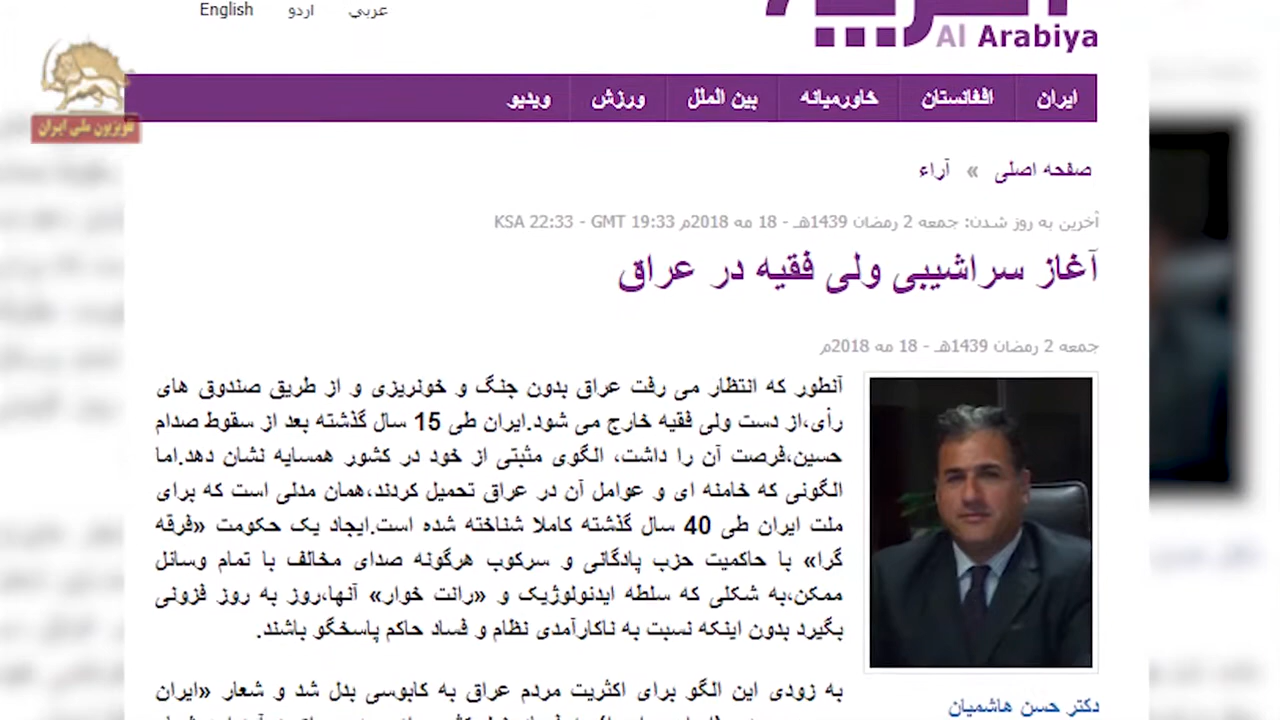 English اردو عربي
Al Arabiya
تلویزیون ملی ایران
ایران افغانستان خاورمیانه بین الملل ورزش ویدیو
صفحه اصلی » آراء
آخرین به روز شدن: جمعه 2 رمضان 1439هـ - 18 مه 2018م KSA 22:33 - GMT 19:33
آغاز سراشیبی ولی فقیه در عراق
جمعه 2 رمضان 1439هـ - 18 مه 2018م
آنطور که انتظار می رفت عراق بدون جنگ و خونریزی و از طریق صندوق های
رأی،از دست ولی فقیه خارج می شود.ایران طی 15 سال گذشته بعد از سقوط صدام
حسین،فرصت آن را داشت، الگوی مثبتی از خود در کشور همسایه نشان دهد.اما
الگوئی که خامنه ای و عوامل آن در عراق تحمیل کردند،همان مدلی است که برای
ملت ایران طی 40 سال گذشته کاملا شناخته شده است.ایجاد یک حکومت «فرقه
گرا» با حاکمیت حزب پادگانی و سرکوب هرگونه صدای مخالف با تمام وسائل
ممکن،به شکلی که سلطه ایدئولوژیک و «رانت خوار» آنها،روز به روز فزونی
بگیرد بدون اینکه نسبت به ناکارآمدی نظام و فساد حاکم پاسخگو باشند.
به زودی این الگو برای اکثریت مردم عراق به کابوسی بدل شد و شعار «ایران
دکتر حسن هاشمیان